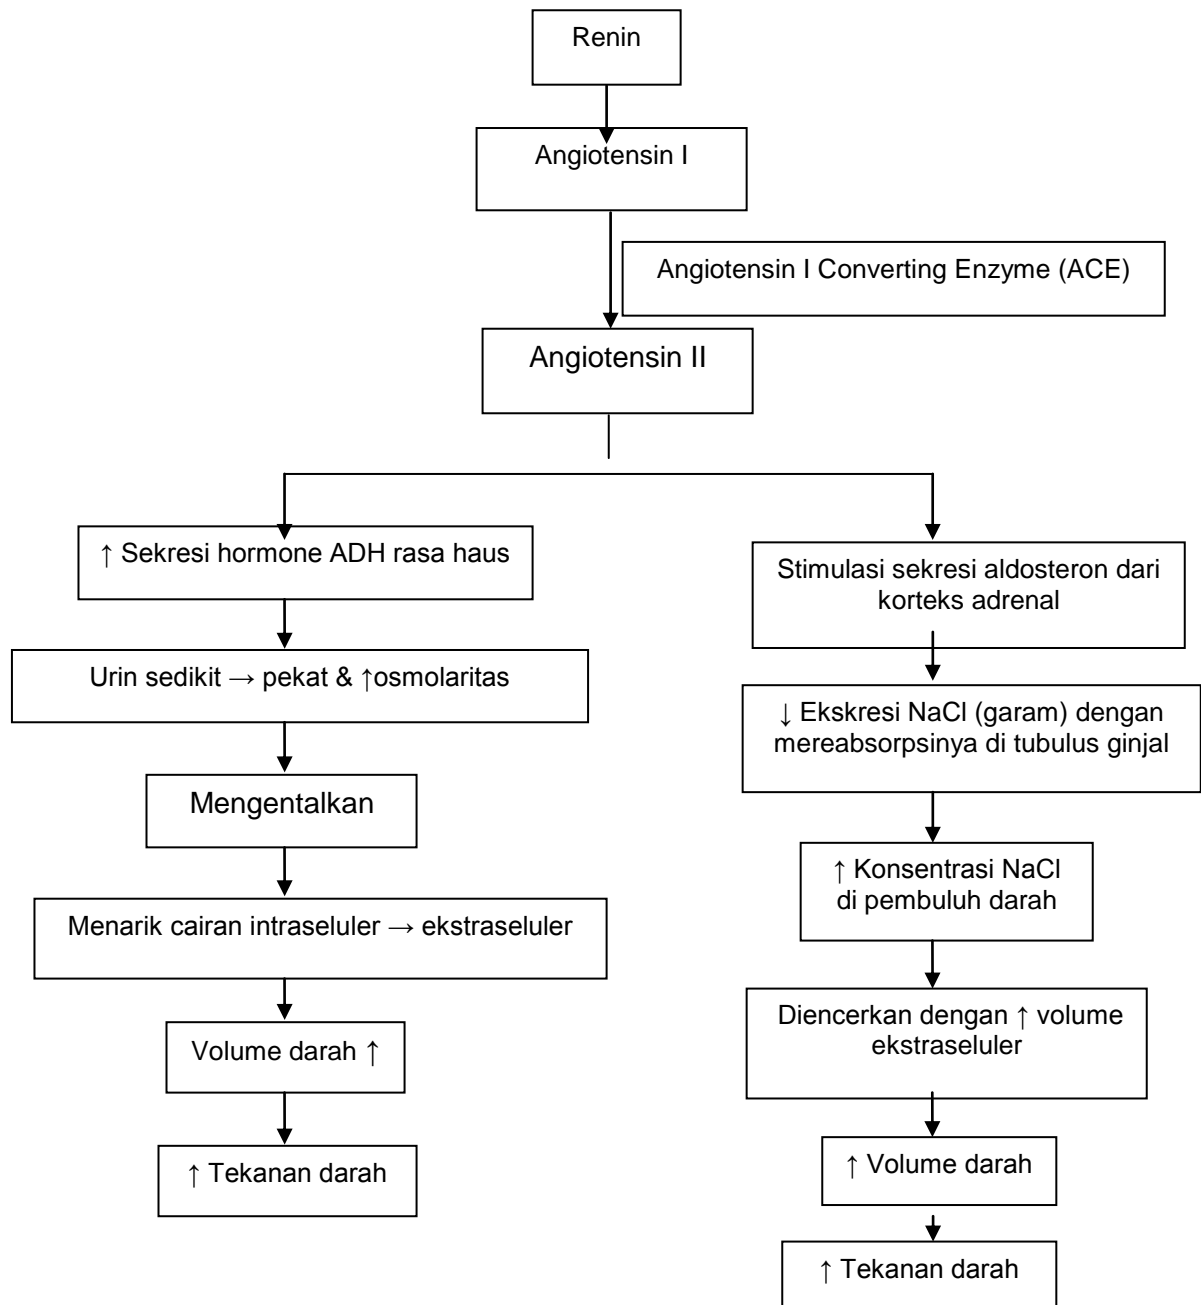 Renin
Angiotensin I
Angiotensin I Converting Enzyme (ACE)
Angiotensin II
↑ Sekresi hormone ADH rasa haus
Urin sedikit → pekat & ↑osmolaritas
Mengentalkan
Menarik cairan intraseluler → ekstraseluler
Volume darah ↑
↑ Tekanan darah
Stimulasi sekresi aldosteron dari
korteks adrenal
↓ Ekskresi NaCl (garam) dengan
mereabsorpsinya di tubulus ginjal
↑ Konsentrasi NaCl
di pembuluh darah
Diencerkan dengan ↑ volume
ekstraseluler
↑ Volume darah
↑ Tekanan darah